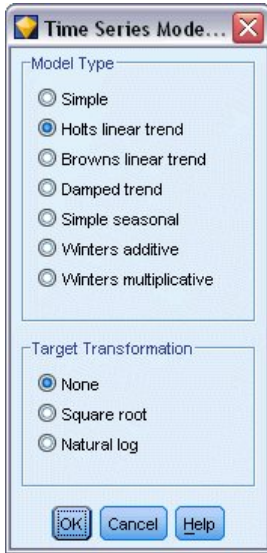 Time Series Mode...
Model Type
Simple
Holts linear trend
Browns linear trend
Damped trend
Simple seasonal
Winters additive
Winters multiplicative
Target Transformation
None
Square root
Natural log
OK Cancel Help